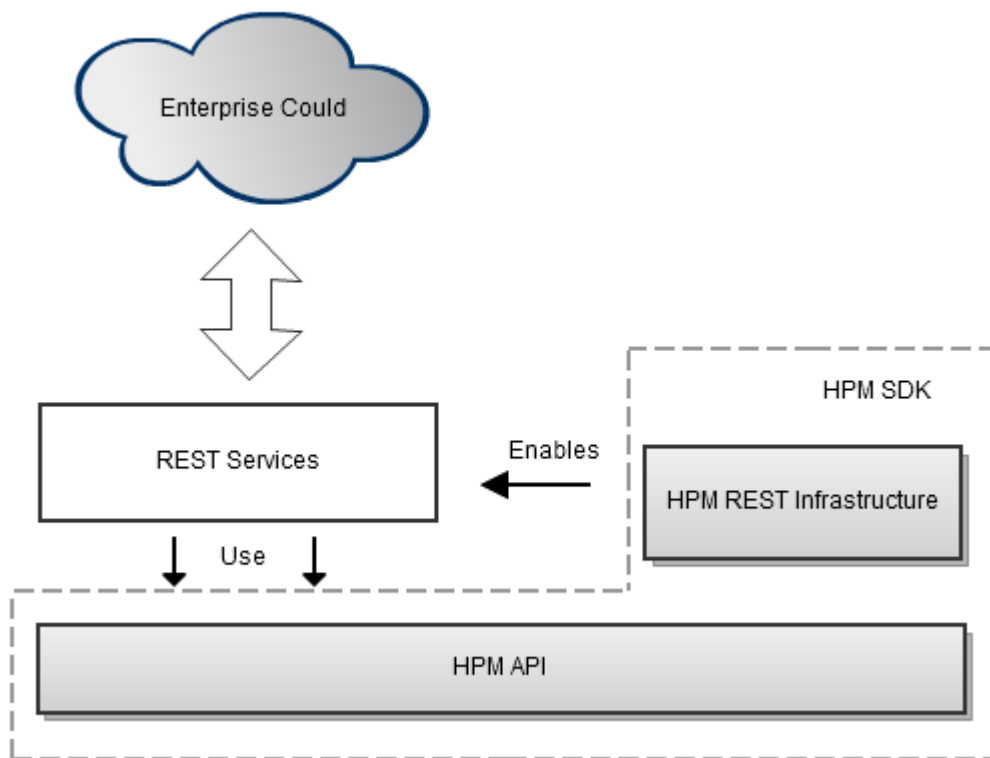 Enterprise Could
HPM SDK
REST Services
Enables
HPM REST Infrastructure
Use
HPM API